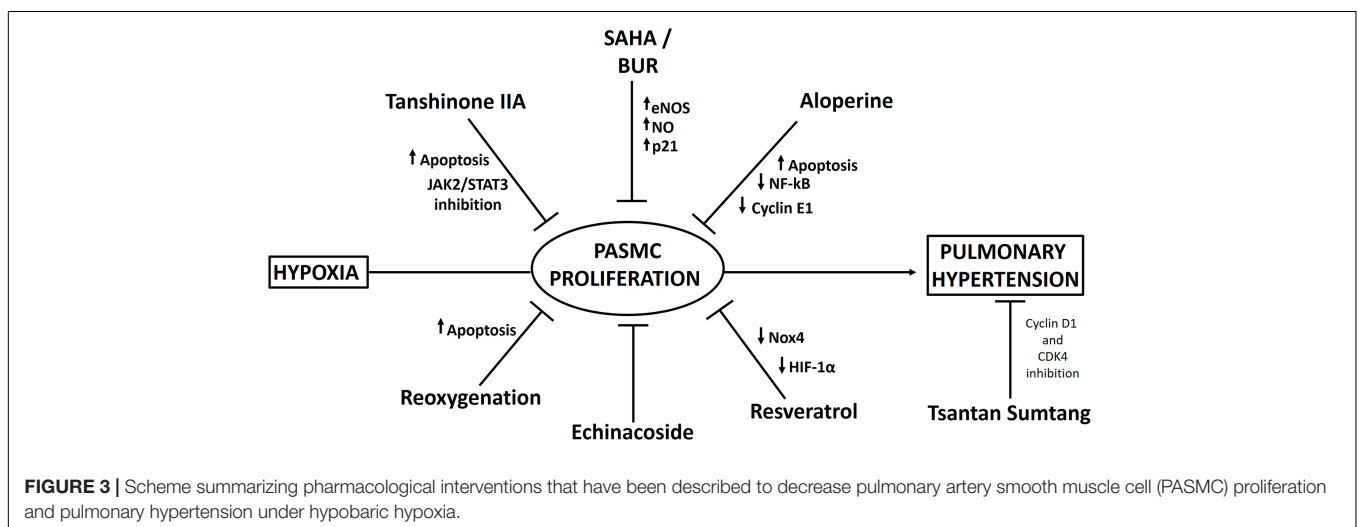 SAHA /
BUR
Tanshinone IIA
Aloperine
↑eNOS
↑NO
↑p21
↑Apoptosis
JAK2/STAT3
inhibition
↑Apoptosis
↓NF-kB
↓Cyclin E1
HYPOXIA
PASMC
PROLIFERATION
PULMONARY
HYPERTENSION
↑Apoptosis
Reoxygenation
Echinacoside
↓Nox4
↓HIF-1α
Resveratrol
Cyclin D1
and
CDK4
inhibition
Tsantan Sumtang
FIGURE 3 | Scheme summarizing pharmacological interventions that have been described to decrease pulmonary artery smooth muscle cell (PASMC) proliferation
and pulmonary hypertension under hypobaric hypoxia.